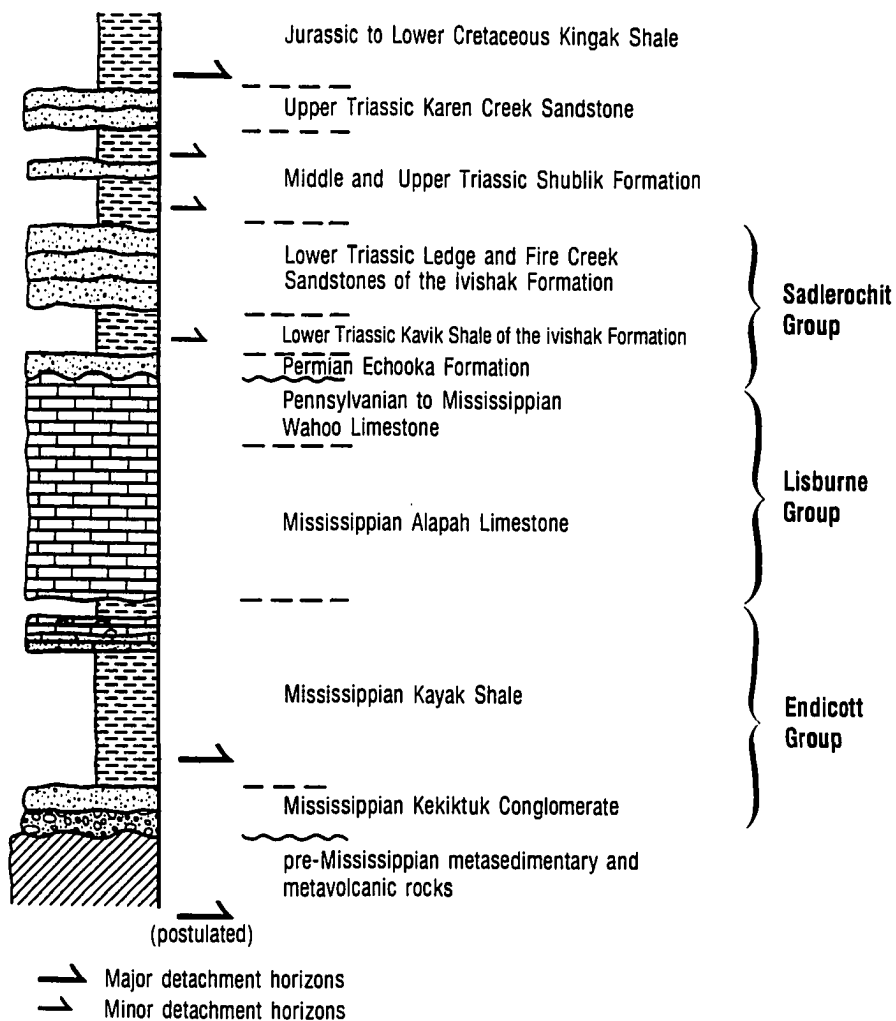 Jurassic to Lower Cretaceous Kingak Shale
Upper Triassic Karen Creek Sandstone
Middle and Upper Triassic Shublik Formation
Lower Triassic Ledge and Fire Creek
Sandstones of the Ivishak Formation
Lower Triassic Kavik Shale of the ivishak Formation
Permian Echooka Formation
Sadlerochit
Group
Pennsylvanian to Mississippian
Wahoo Limestone
Mississippian Alapah Limestone
Lisburne
Group
Mississippian Kayak Shale
Mississippian Kekiktuk Conglomerate
Endicott
Group
pre-Mississippian metasedimentary and
metavolcanic rocks
(postulated)
Major detachment horizons
Minor detachment horizons